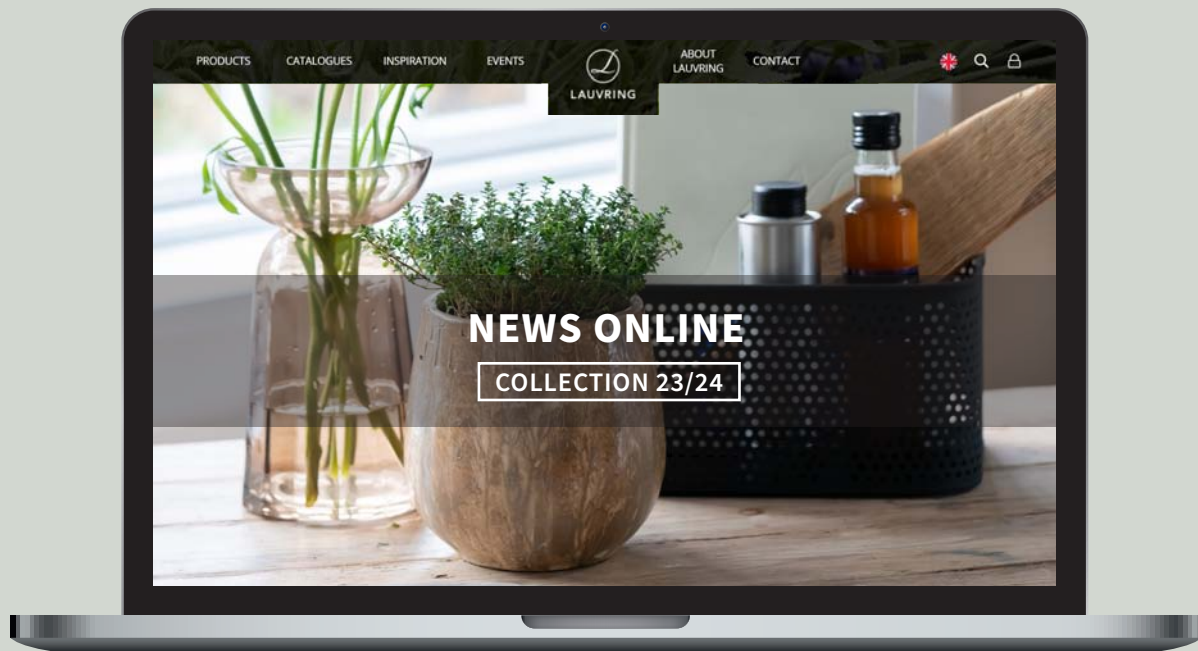 PRODUCTS CATALOGUES INSPIRATION EVENTS ABOUT LAUVRING CONTACT
LAUVRING
NEWS ONLINE
COLLECTION 23/24